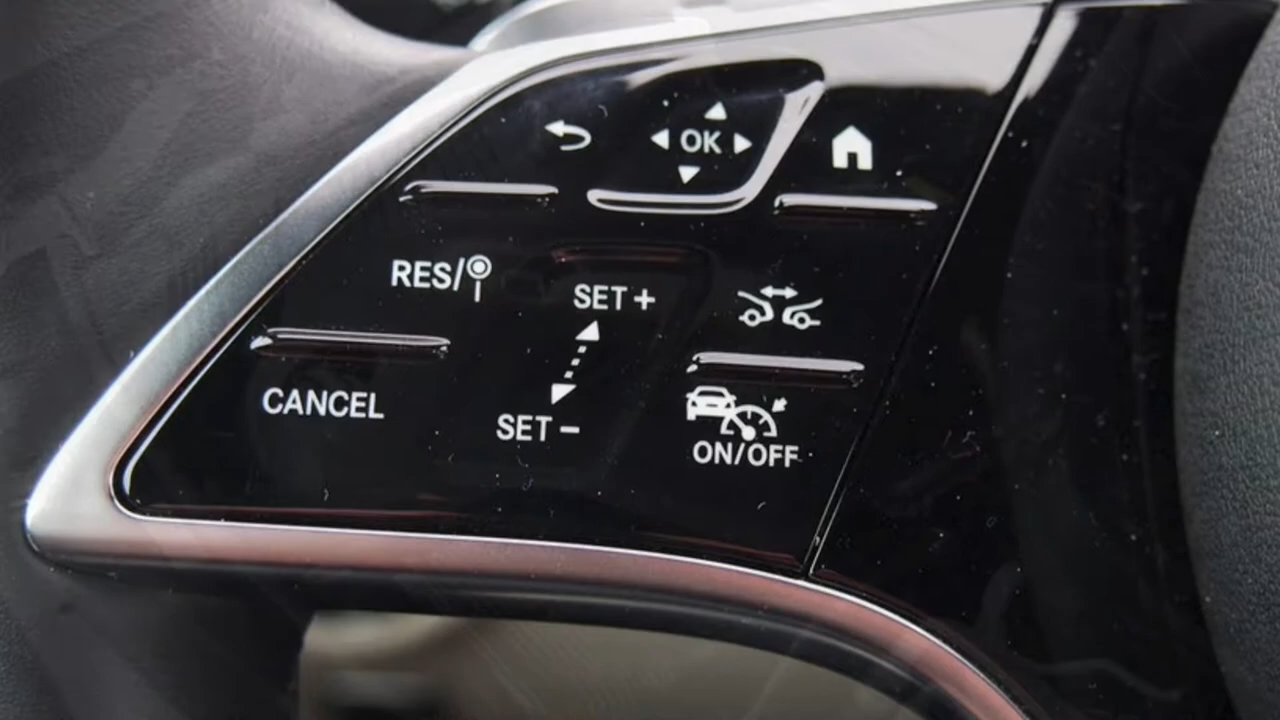 OK
RES/
SET +
CANCEL
SET -
ON/OFF